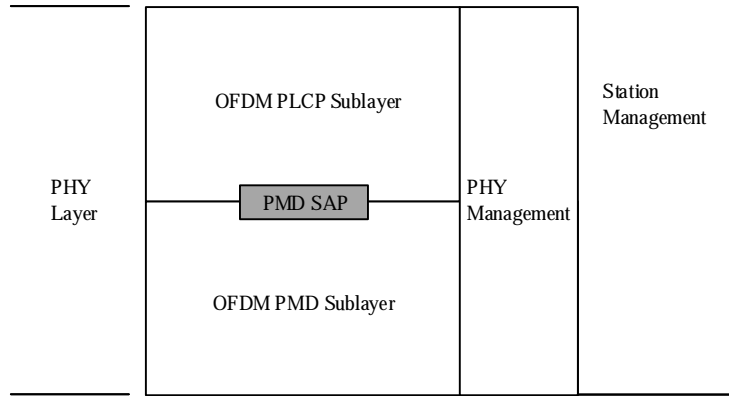 OFDM PLCP Sublayer
Station
Management
PHY
Layer
PMD SAP
PHY
Management
OFDM PMD Sublayer